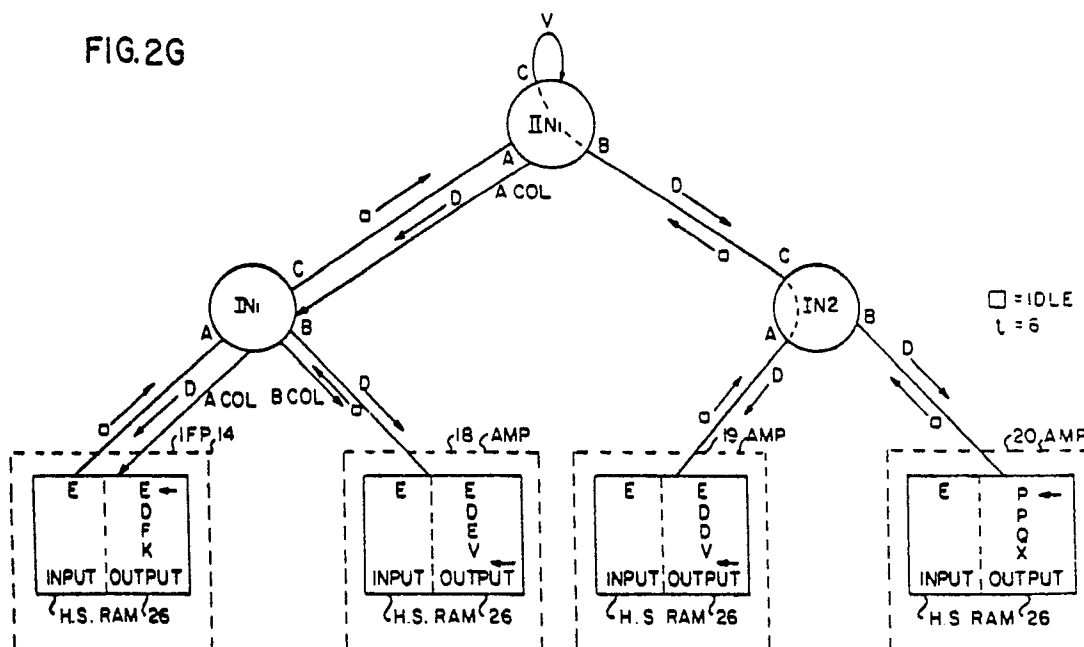 FIG. 2G
V
C
IIN1
A
B
D
A COL
□
D
□
C
IN1
A
B
C
IN2
A
B
□ = IDLE
t = 6
□
D
A COL
B COL
□
D
□
D
D
□
IFP 14
18 AMP
19 AMP
20 AMP
E
E
D
F
K
INPUT
OUTPUT
H.S. RAM 26
E
E
D
E
V
INPUT
OUTPUT
H.S. RAM 26
E
E
D
D
V
INPUT
OUTPUT
H.S RAM 26
E
P
P
Q
X
INPUT
OUTPUT
H.S. RAM 26